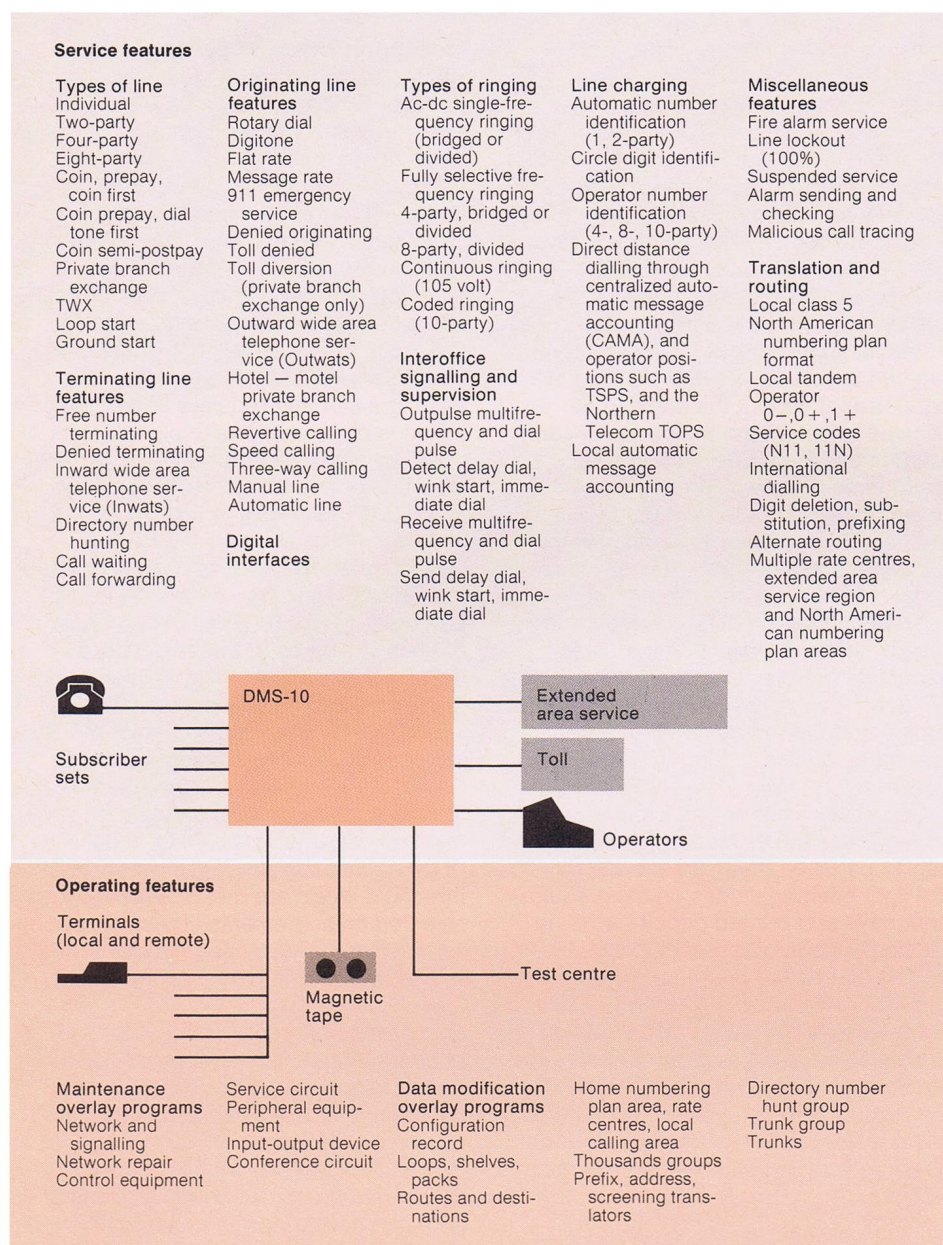 Service features
Types of line
Individual
Two-party
Four-party
Eight-party
Coin, prepay,
coin first
Coin prepay, dial
tone first
Coin semi-postpay
Private branch
exchange
TWX
Loop start
Ground start
Terminating line
features
Free number
terminating
Denied terminating
Inward wide area
telephone ser-
vice (Inwats)
Directory number
hunting
Call waiting
Call forwarding
Originating line
features
Rotary dial
Digitone
Flat rate
Message rate
911 emergency
service
Denied originating
Toll denied
Toll diversion
(private branch
exchange only)
Outward wide area
telephone ser-
vice (Outwats)
Hotel — motel
private branch
exchange
Revertive calling
Speed calling
Three-way calling
Manual line
Automatic line
Digital
interfaces
Types of ringing
Ac-dc single-fre-
quency ringing
(bridged or
divided)
Fully selective fre-
quency ringing
4-party, bridged or
divided
8-party, divided
Continuous ringing
(105 volt)
Coded ringing
(10-party)
Interoffice
signalling and
supervision
Outpulse multifre-
quency and dial
pulse
Detect delay dial,
wink start, imme-
diate dial
Receive multifre-
quency and dial
pulse
Send delay dial,
wink start, imme-
diate dial
Line charging
Automatic number
identification
(1, 2-party)
Circle digit identifi-
cation
Operator number
identification
(4-, 8-, 10-party)
Direct distance
dialling through
centralized auto-
matic message
accounting
(CAMA), and
operator posi-
tions such as
TSPS, and the
Northern
Telecom TOPS
Local automatic
message
accounting
Miscellaneous
features
Fire alarm service
Line lockout
(100%)
Suspended service
Alarm sending and
checking
Malicious call tracing
Translation and
routing
Local class 5
North American
numbering plan
format
Local tandem
Operator
0−,0+,1+
Service codes
(N11, 11N)
International
dialling
Digit deletion, sub-
stitution, prefixing
Alternate routing
Multiple rate centres,
extended area
service region
and North Ameri-
can numbering
plan areas
Subscriber
sets
DMS-10
Extended
area service
Toll
Operators
Operating features
Terminals
(local and remote)
Magnetic
tape
Test centre
Maintenance
overlay programs
Network and
signalling
Network repair
Control equipment
Service circuit
Peripheral equip-
ment
Input-output device
Conference circuit
Data modification
overlay programs
Configuration
record
Loops, shelves,
packs
Routes and desti-
nations
Home numbering
plan area, rate
centres, local
calling area
Thousands groups
Prefix, address,
screening trans-
lators
Directory number
hunt group
Trunk group
Trunks